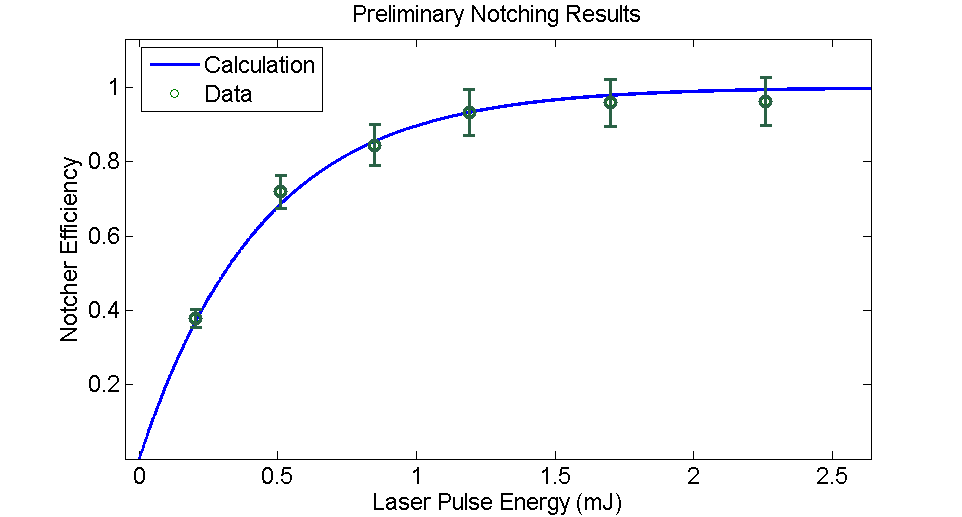 Preliminary Notching Results
Calculation
Data
1
0.8
0.6
0.4
0.2
Notcher Efficiency
0 0.5 1 1.5 2 2.5
Laser Pulse Energy (mJ)